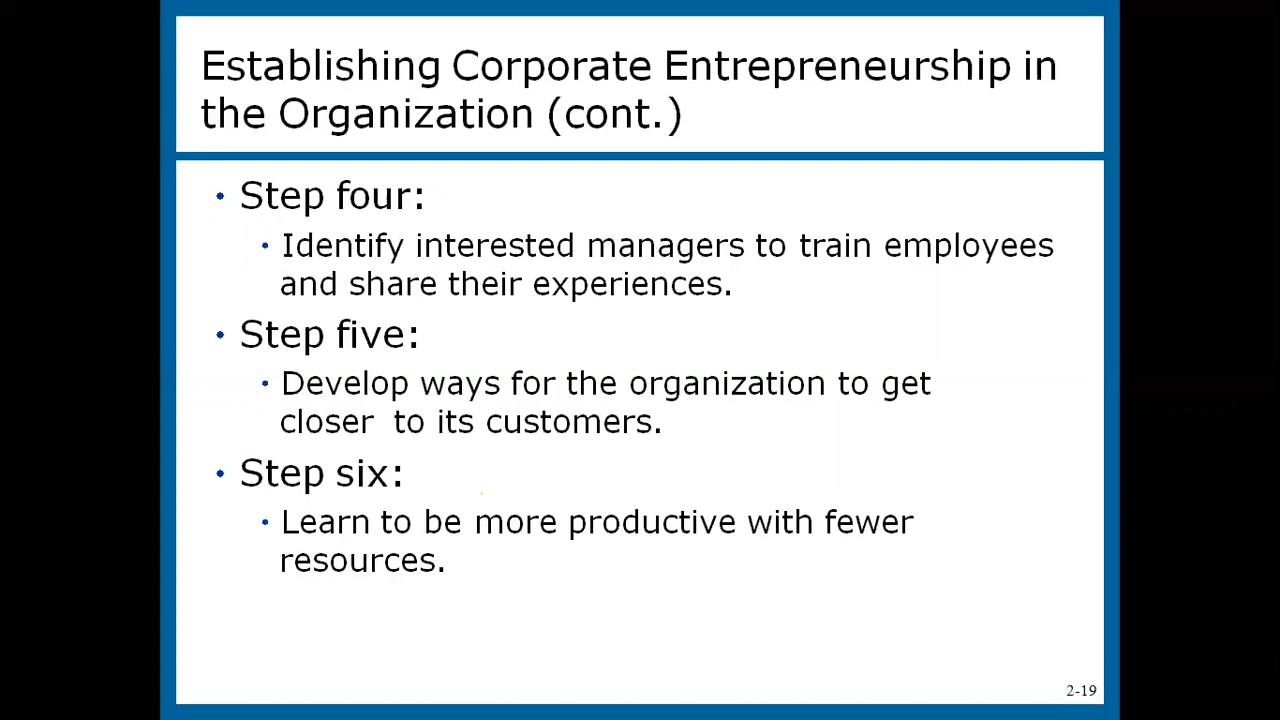 Establishing Corporate Entrepreneurship in
the Organization (cont.)
• Step four:
• Identify interested managers to train employees
and share their experiences.
• Step five:
• Develop ways for the organization to get
closer  to its customers.
• Step six:
• Learn to be more productive with fewer
resources.
2-19